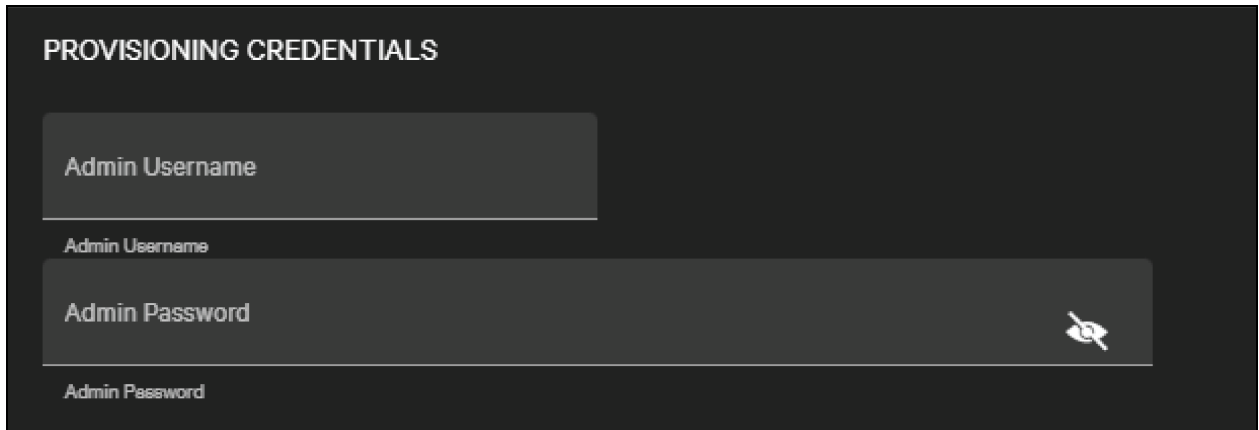 PROVISIONING CREDENTIALS
Admin Username
Admin Username
Admin Password
Admin Password